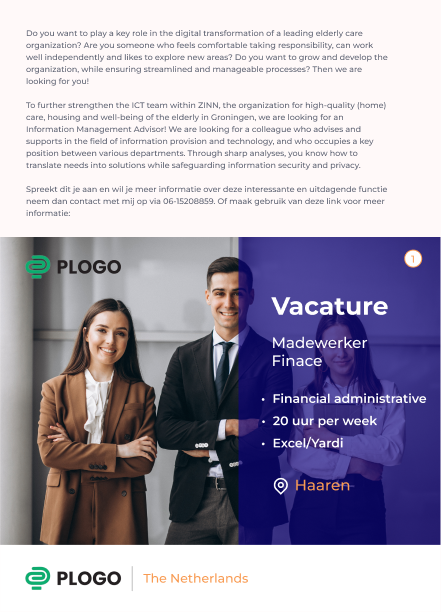 Do you want to play a key role in the digital transformation of a leading elderly care
organization? Are you someone who feels comfortable taking responsibility, can work
well independently and likes to explore new areas? Do you want to grow and develop the
organization, while ensuring streamlined and manageable processes? Then we are
looking for you!
To further strengthen the ICT team within ZINN, the organization for high-quality (home)
care, housing and well-being of the elderly in Groningen, we are looking for an
Information Management Advisor! We are looking for a colleague who advises and
supports in the field of information provision and technology, and who occupies a key
position between various departments. Through sharp analyses, you know how to
translate needs into solutions while safeguarding information security and privacy.
Spreekt dit je aan en wil je meer informatie over deze interessante en uitdagende functie
neem dan contact met mij op via 06-15208859. Of maak gebruik van deze link voor meer
informatie:
PLOGO
1
Vacature
Madewerker
Finace
• Financial administrative
• 20 uur per week
• Excel/Yardi
Haaren
PLOGO | The Netherlands